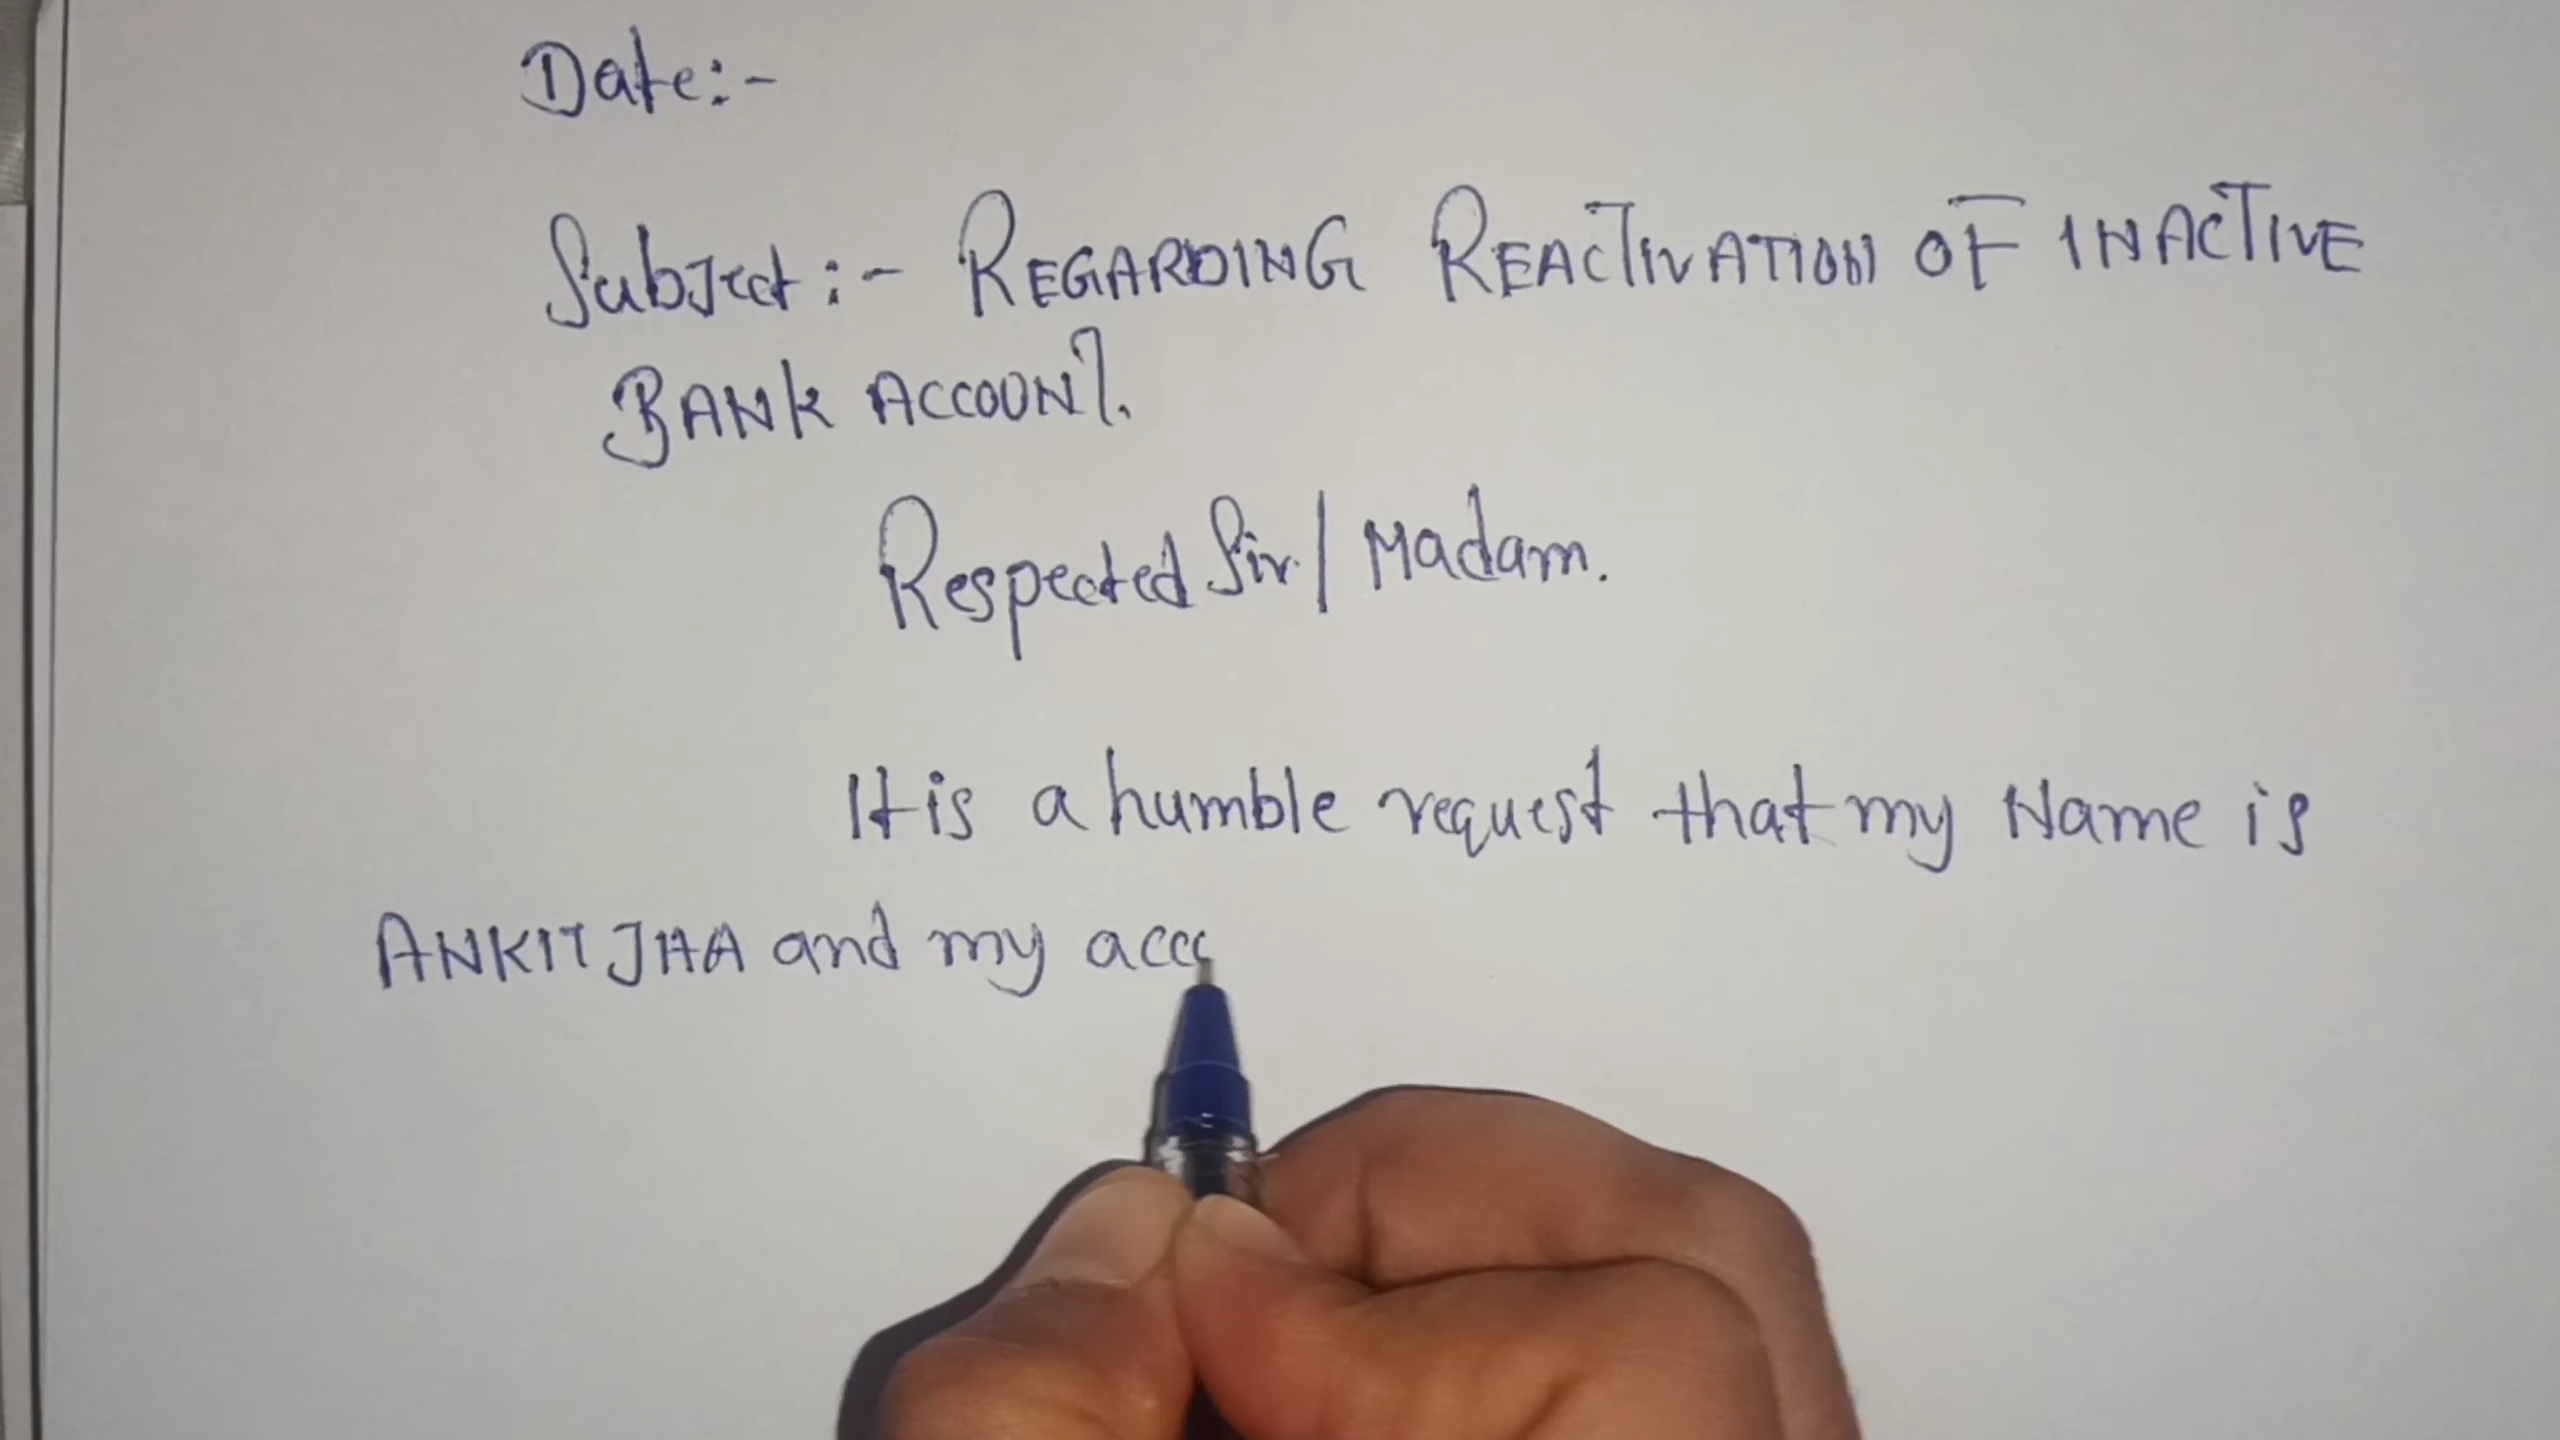 Date:-
Subject:- REGARDING REACTIVATION OF INACTIVE
BANK ACCOUNT.
Respected Sir/Madam.
It is a humble request that my Name is
ANKIT JHA and my acco